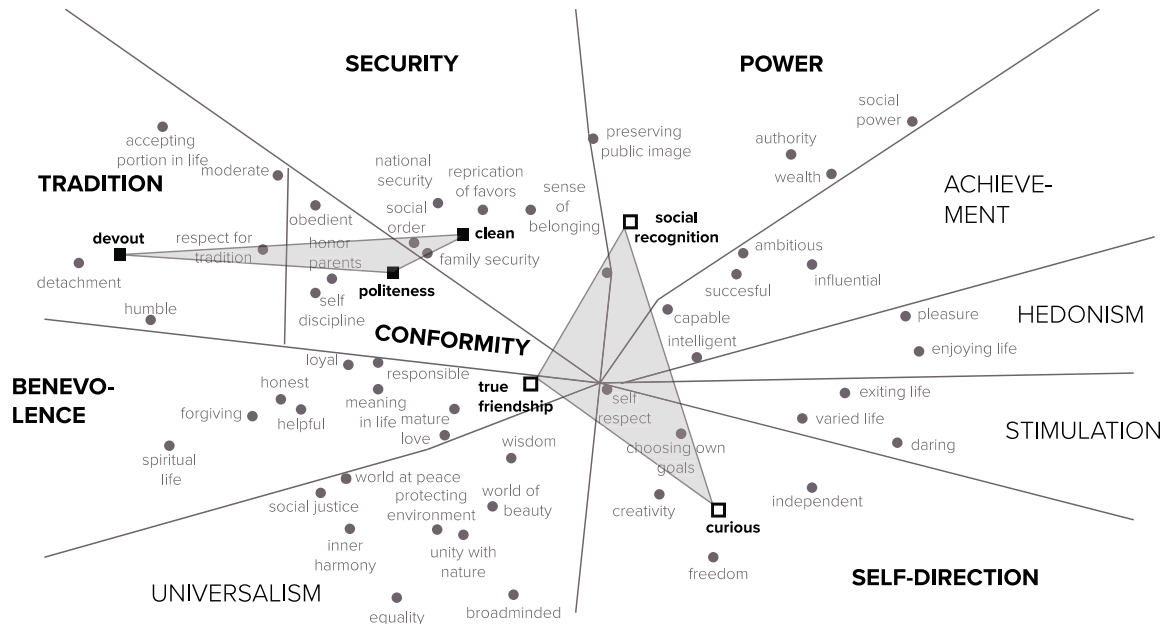 SECURITY
POWER
social
power
accepting
portion in life
preserving
public image
authority
national
security
reprication
of favors
sense
of
belonging
moderate
wealth
TRADITION
ACHIEVE-
MENT
obedient
social
order
social
recognition
devout
respect for
tradition
honor
parents
clean
ambitious
family security
influential
detachment
politeness
succesful
self
discipline
humble
capable
pleasure
HEDONISM
CONFORMITY
intelligent
enjoying life
loyal
responsible
BENEVO-
LENCE
honest
true
friendship
self
respect
exiting life
meaning
in life
forgiving
helpful
mature
love
varied life
STIMULATION
daring
wisdom
choosing own
goals
spiritual
life
world at peace
social justice
protecting
environment
world of
beauty
creativity
independent
curious
inner
harmony
unity with
nature
freedom
SELF-DIRECTION
UNIVERSALISM
equality
broadminded